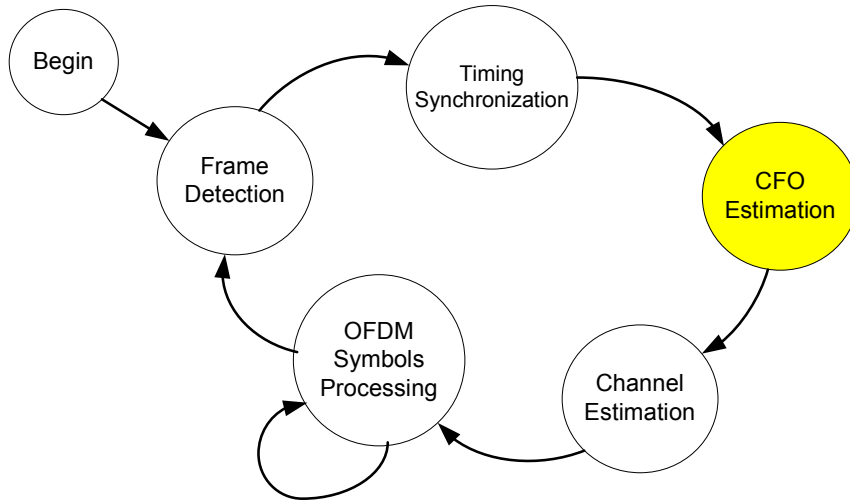 Begin
Frame
Detection
Timing
Synchronization
CFO
Estimation
Channel
Estimation
OFDM
Symbols
Processing